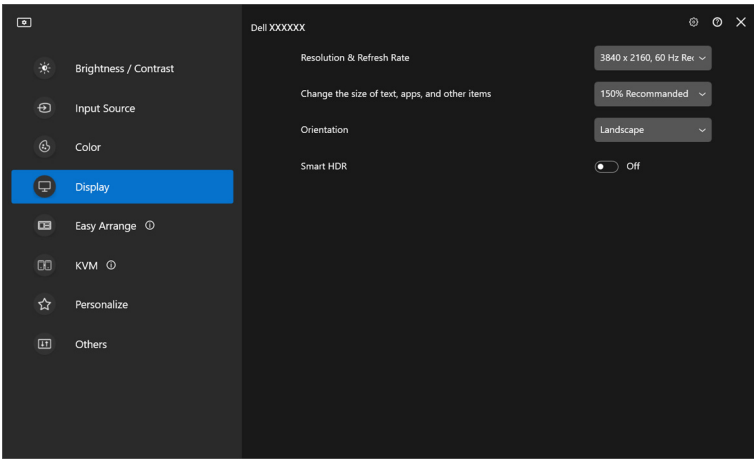 Dell XXXXXX
Brightness / Contrast
Input Source
Color
Display
Easy Arrange
KVM
Personalize
Others
Resolution & Refresh Rate
3840 x 2160, 60 Hz Rec
Change the size of text, apps, and other items
150% Recommanded
Orientation
Landscape
Smart HDR
Off